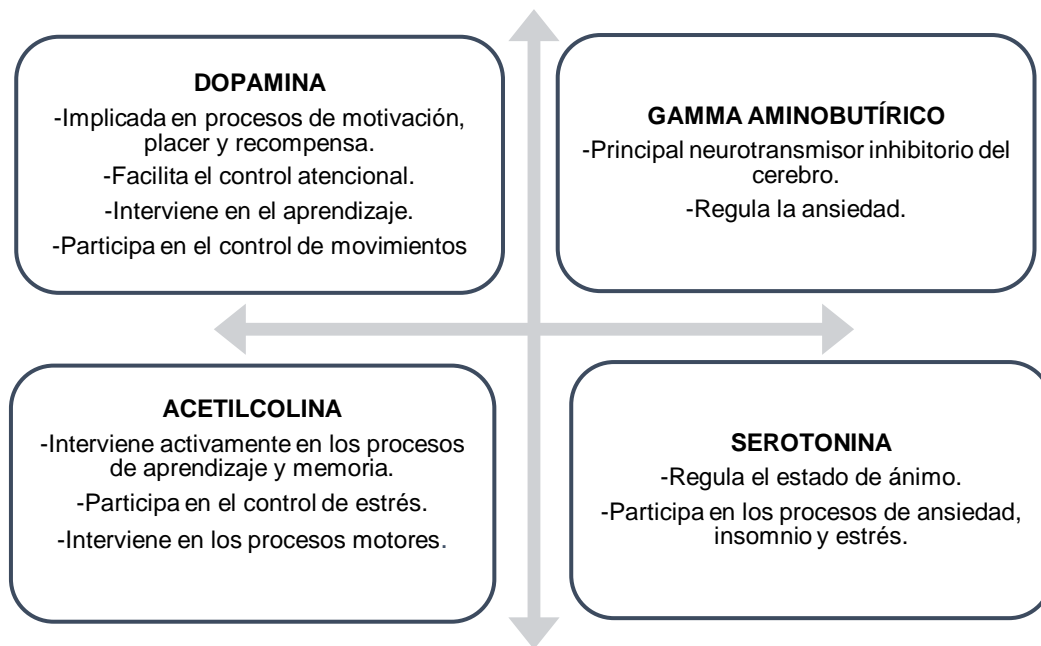 DOPAMINA
-Implicada en procesos de motivación,
placer y recompensa.
-Facilita el control atencional.
-Interviene en el aprendizaje.
-Participa en el control de movimientos
GAMMA AMINOBUTÍRICO
-Principal neurotransmisor inhibitorio del
cerebro.
-Regula la ansiedad.
ACETILCOLINA
-Interviene activamente en los procesos
de aprendizaje y memoria.
-Participa en el control de estrés.
-Interviene en los procesos motores.
SEROTONINA
-Regula el estado de ánimo.
-Participa en los procesos de ansiedad,
insomnio y estrés.